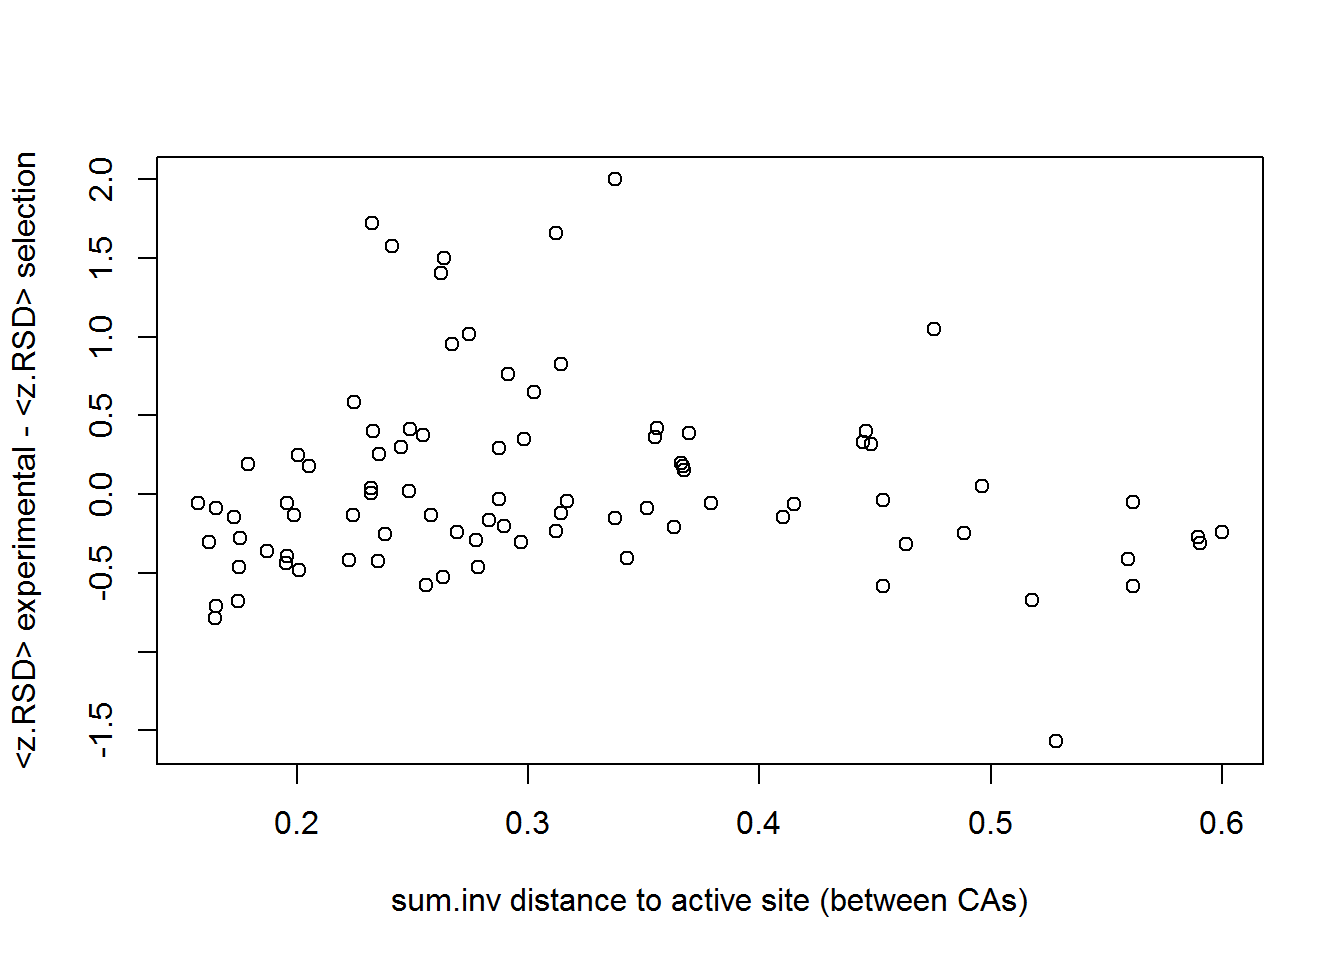 <z.RSD> experimental - <z.RSD> selection
2.0
1.5
1.0
0.5
0.0
-0.5
-1.5
0.2 0.3 0.4 0.5 0.6
sum.inv distance to active site (between CAs)